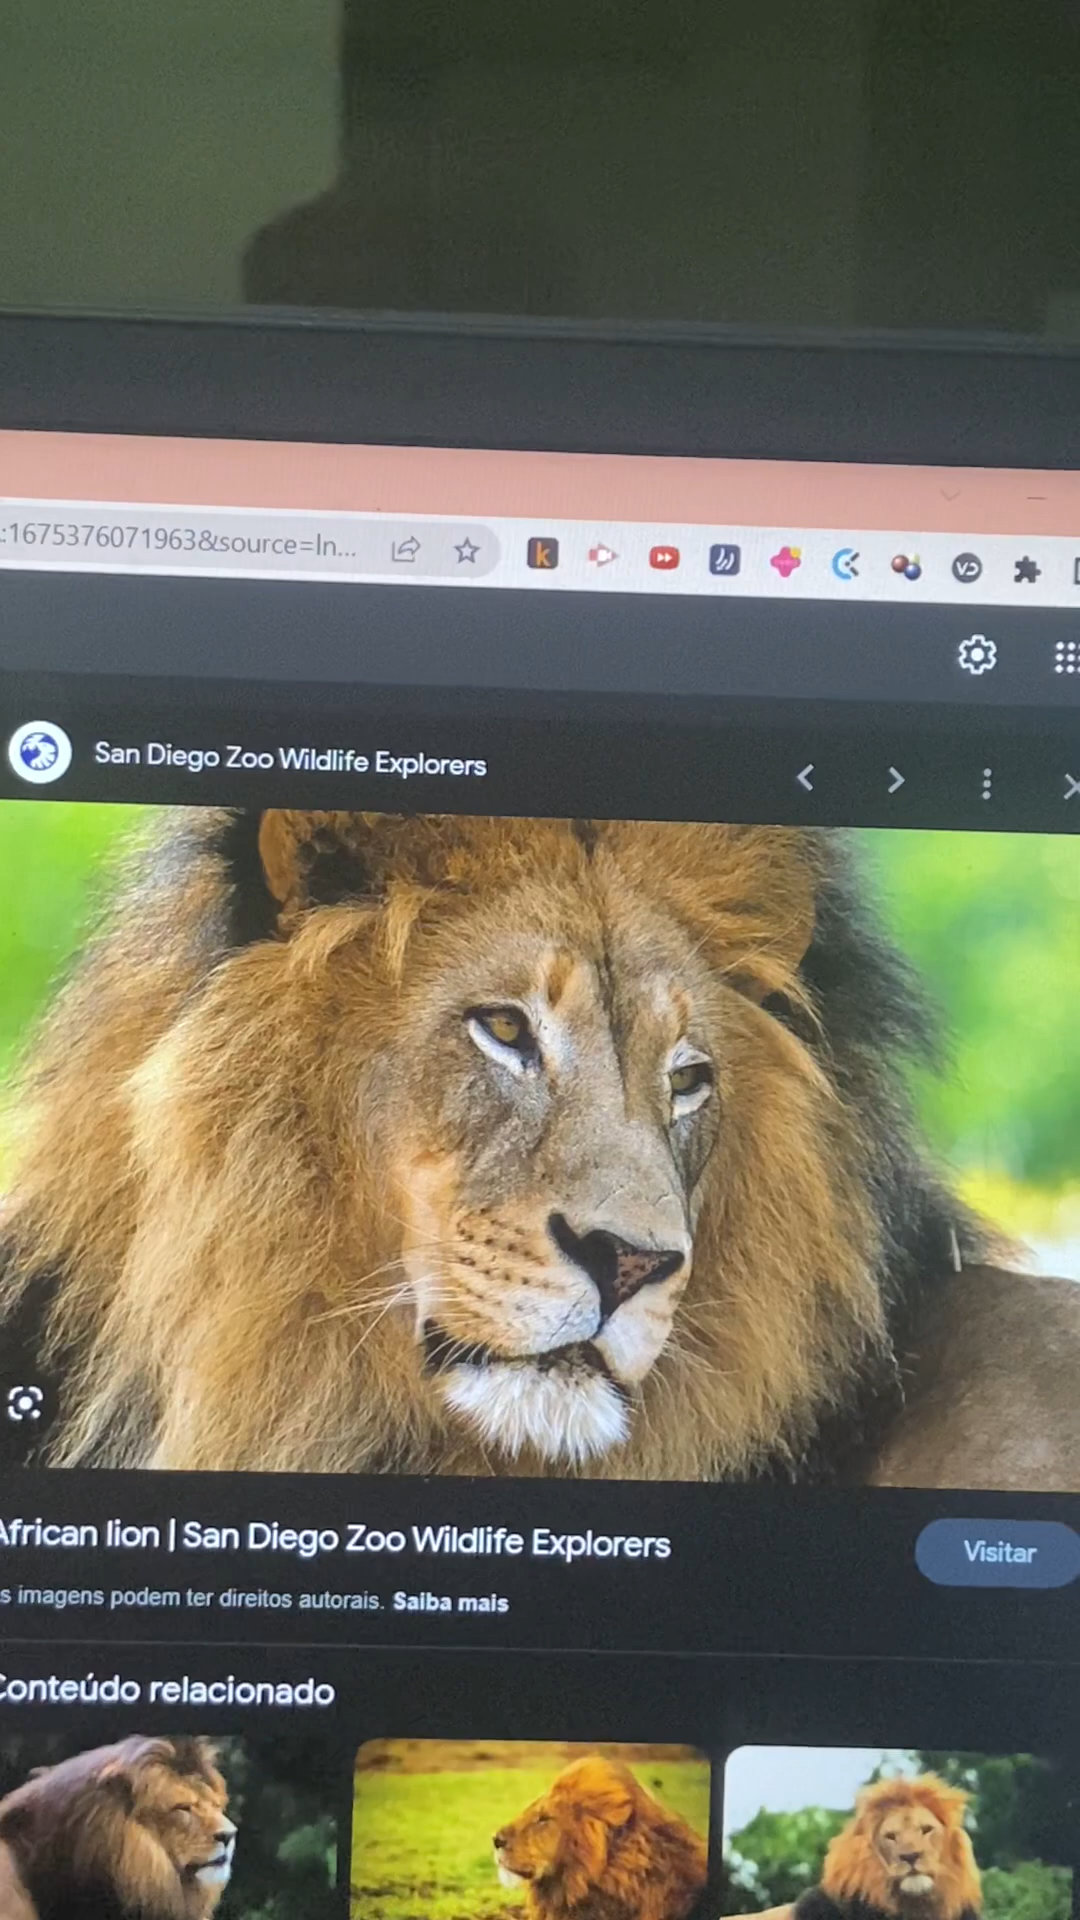 :1675376071963&source=ln...
San Diego Zoo Wildlife Explorers
African lion | San Diego Zoo Wildlife Explorers
Visitar
s imagens podem ter direitos autorais. Saiba mais
Conteúdo relacionado